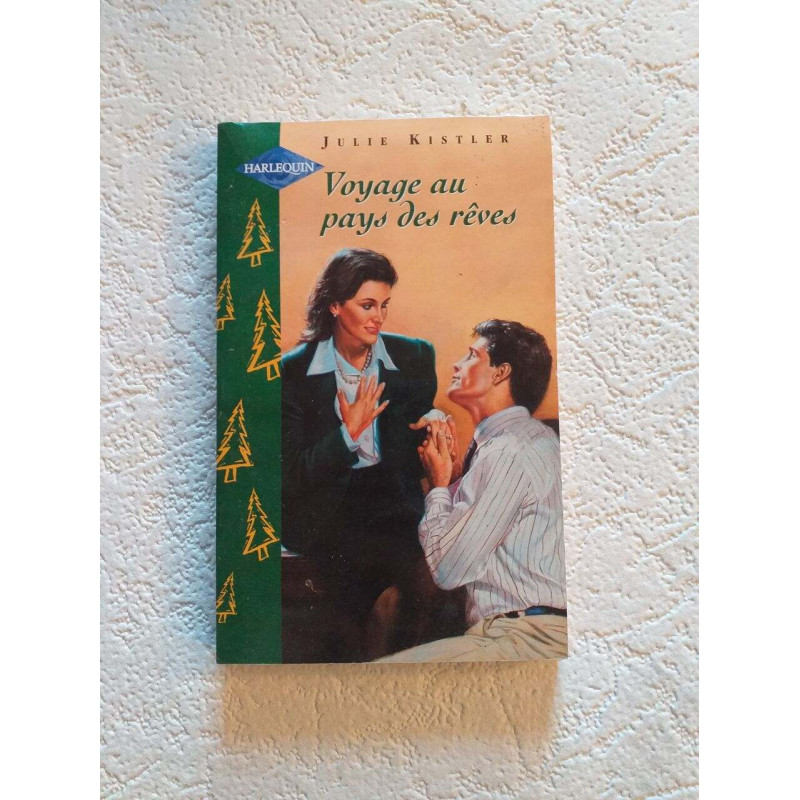 JULIE KISTLER
HARLEQUIN
Voyage au
pays des rêves